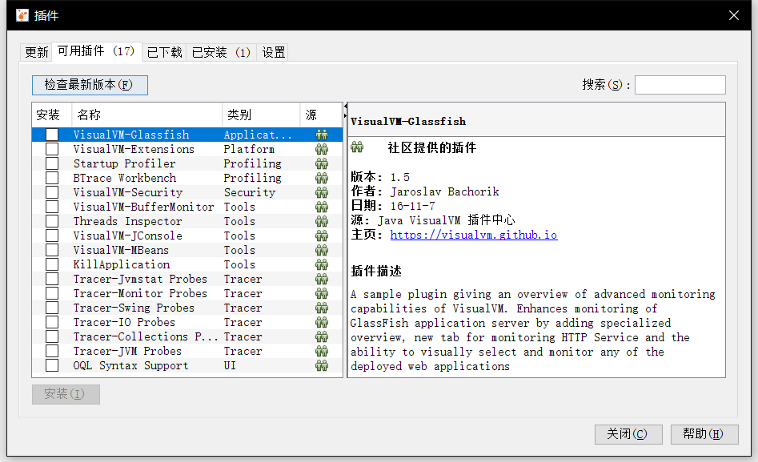 插件
更新 可用插件 (17) 已下载 已安装 (1) 设置
检查最新版本(F) 搜索(S):
安装 名称 类别 源
VisualVM-Glassfish Applicat...
VisualVM-Extensions Platform
Startup Profiler Profiling
BTrace Workbench Profiling
VisualVM-Security Security
VisualVM-BufferMonitor Tools
Threads Inspector Tools
VisualVM-JConsole Tools
VisualVM-MBeans Tools
KillApplication Tools
Tracer-Jvmstat Probes Tracer
Tracer-Monitor Probes Tracer
Tracer-Swing Probes Tracer
Tracer-IO Probes Tracer
Tracer-Collections P... Tracer
Tracer-JVM Probes Tracer
OQL Syntax Support UI
VisualVM-Glassfish
社区提供的插件
版本: 1.5
作者: Jaroslav Bachorik
日期: 16-11-7
源: Java VisualVM 插件中心
主页: https://visualvm.github.io
插件描述
A sample plugin giving an overview of advanced monitoring
capabilities of VisualVM. Enhances monitoring of
GlassFish application server by adding specialized
overview, new tab for monitoring HTTP Service and the
ability to visually select and monitor any of the
deployed web applications
安装(I)
关闭(C) 帮助(H)